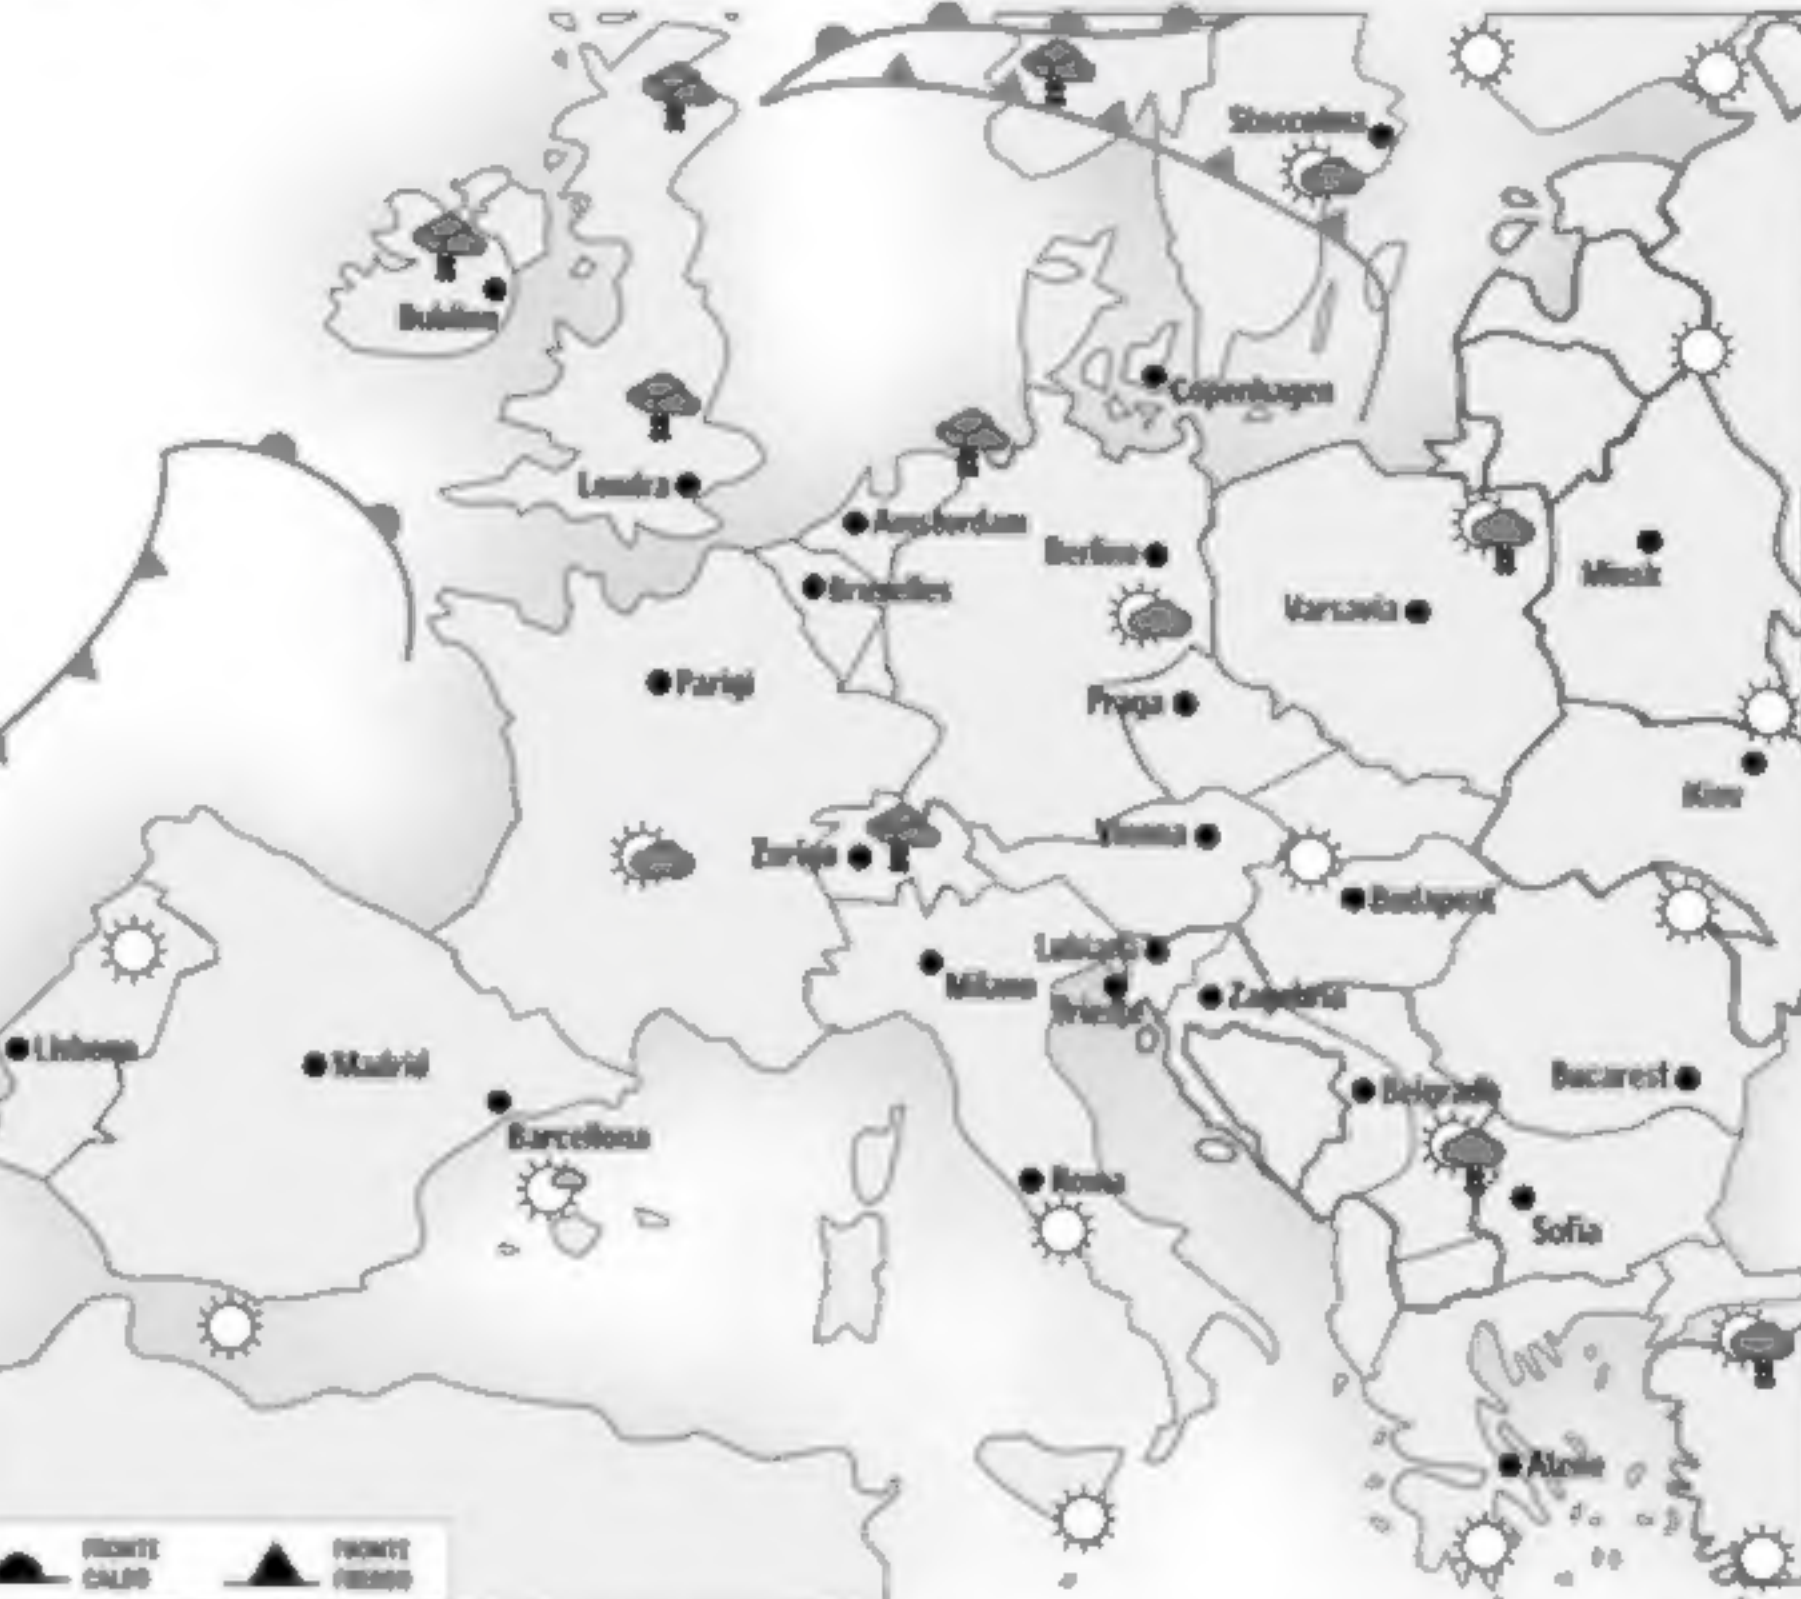 Stoccolma
Dublino
Copenhagen
Londra
Amsterdam
Berlino
Bruxelles
Minsk
Varsavia
Parigi
Praga
Kiev
Vienna
Zurigo
Budapest
Lubiana
Milano
Zagabria
Trieste
Lisbona
Madrid
Belgrado
Bucarest
Barcellona
Roma
Sofia
Atene
FRONTE
CALDO
FRONTE
FREDDO